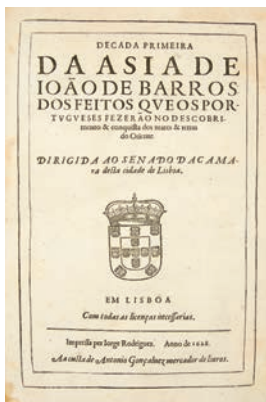 DECADA PRIMEIRA
DA ASIA DE
IOÃO DE BARROS
DOS FEITOS QVE OS POR-
TVGVESES FEZERÃO NO DESCOBRI-
mento & conquista dos mares & terras
do Oriente
DIRIGIDA AO SENADO DA CAMA-
ra desta cidade de Lisboa.
EM LISBOA
Com todas as licenças necessarias.
Impressa per Iorge Rodriguez. Anno de 1628.
Aa custa de Antonio Gonçaluez mercador de liuros.